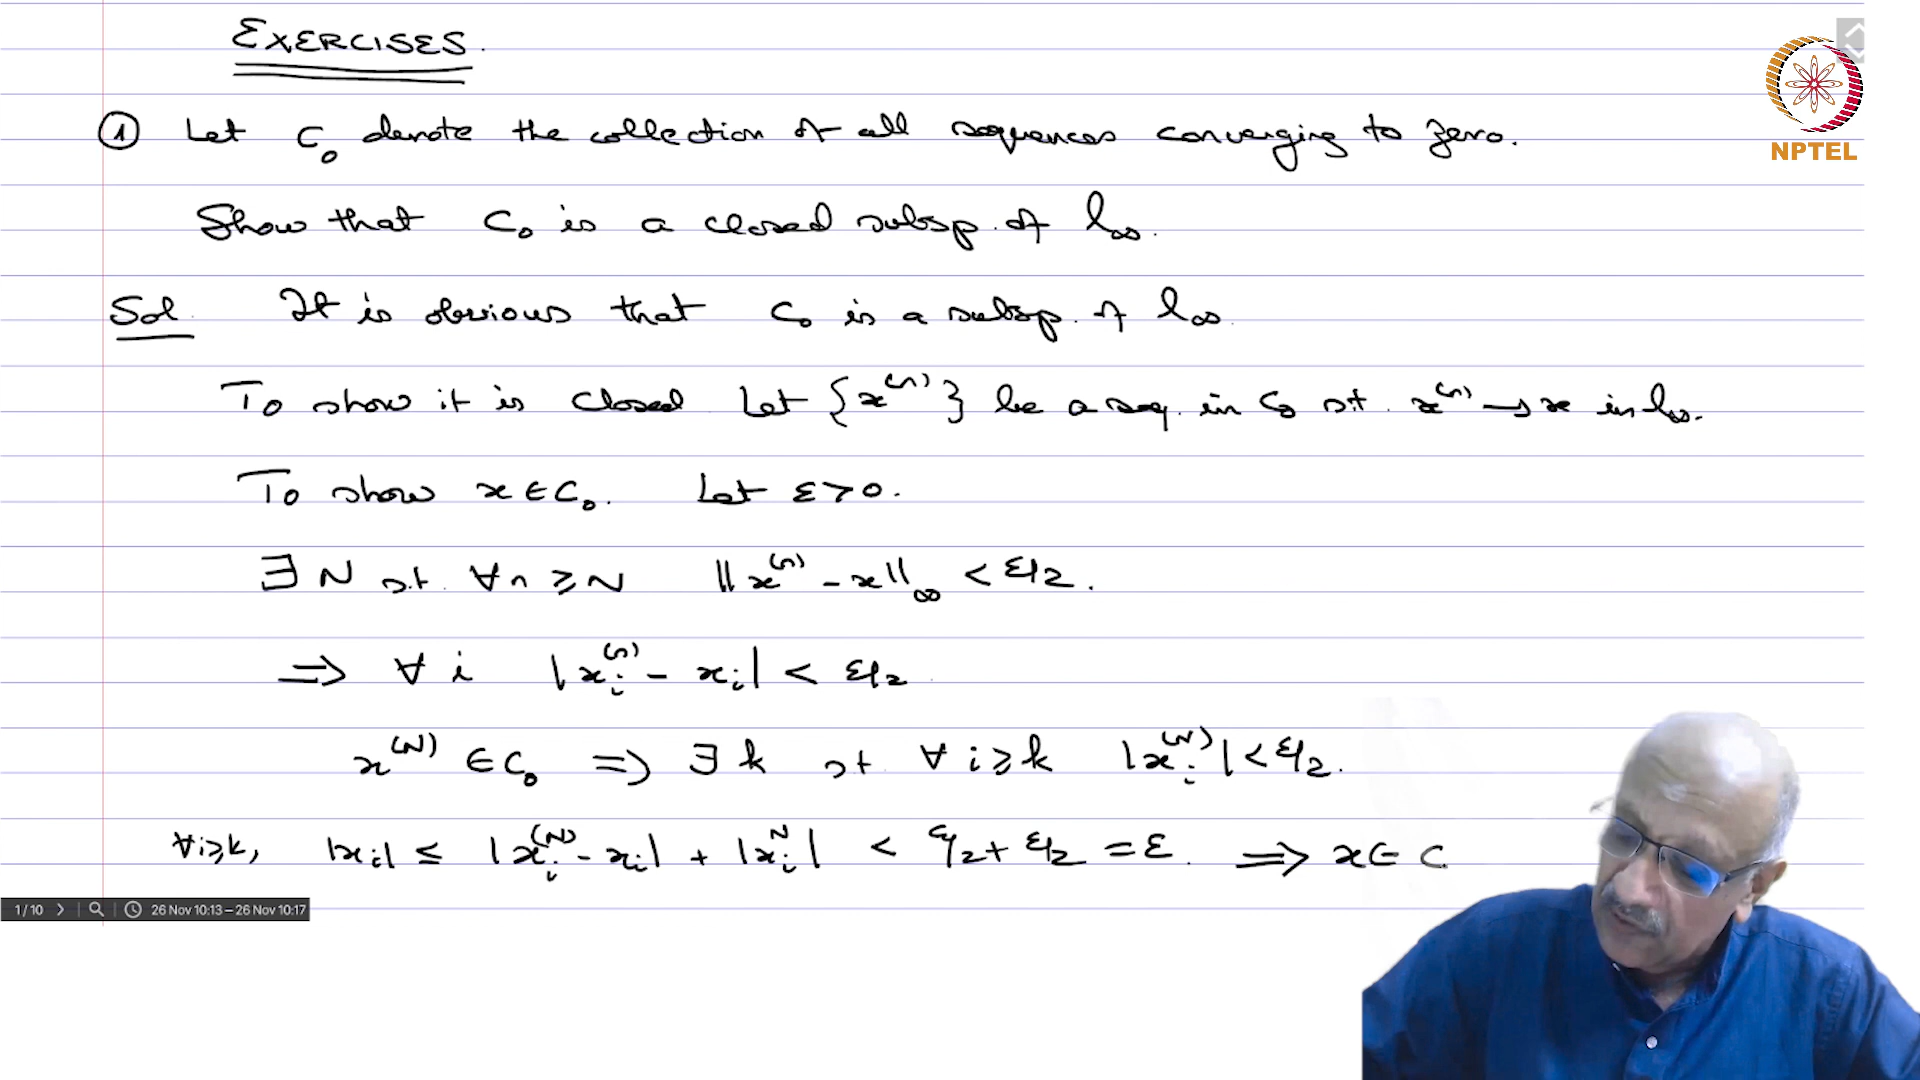 EXERCISES.
① Let c₀ denote the collection of all sequences converging to zero.
Show that c₀ is a closed subsp. of l∞.
Sol. It is obvious that c₀ is a subsp. of l∞.
To show it is closed Let {x⁽ⁿ⁾} be a seq. in c₀ s.t. x⁽ⁿ⁾ → x in l∞.
To show x ∈ c₀. Let ε > 0.
∃ N s.t. ∀ n ≥ N ‖x⁽ⁿ⁾ - x‖∞ < ε/2.
⇒ ∀ i |xᵢ⁽ⁿ⁾ - xᵢ| < ε/2.
x⁽ᴺ⁾ ∈ c₀ ⇒ ∃ k s.t. ∀ i ≥ k |xᵢ⁽ᴺ⁾| < ε/2.
∀ i ≥ k, |xᵢ| ≤ |xᵢ⁽ᴺ⁾ - xᵢ| + |xᵢᴺ| < ε/2 + ε/2 = ε. ⇒ x ∈ c
NPTEL
1/10 26 Nov 10:13 – 26 Nov 10:17